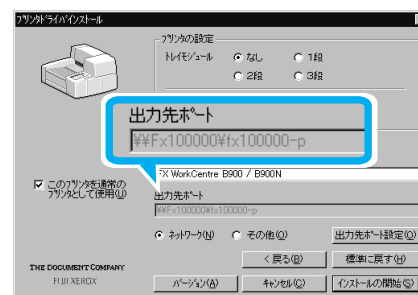 プリンタドライバインストール
プリンタの設定
トレイモジュール
なし
1段
2段
3段
出力先ポート
¥¥Fx100000¥fx100000-p
FX WorkCentre B900 / B900N
このプリンタを通常の
プリンタとして使用(U)
出力先ポート
¥¥Fx100000¥fx100000-p
ネットワーク(N)
その他(O)
出力先ポート設定(O)
THE DOCUMENT COMPANY
FUJI XEROX
< 戻る(B)
標準に戻す(H)
バージョン(A)
キャンセル(C)
インストールの開始(S)